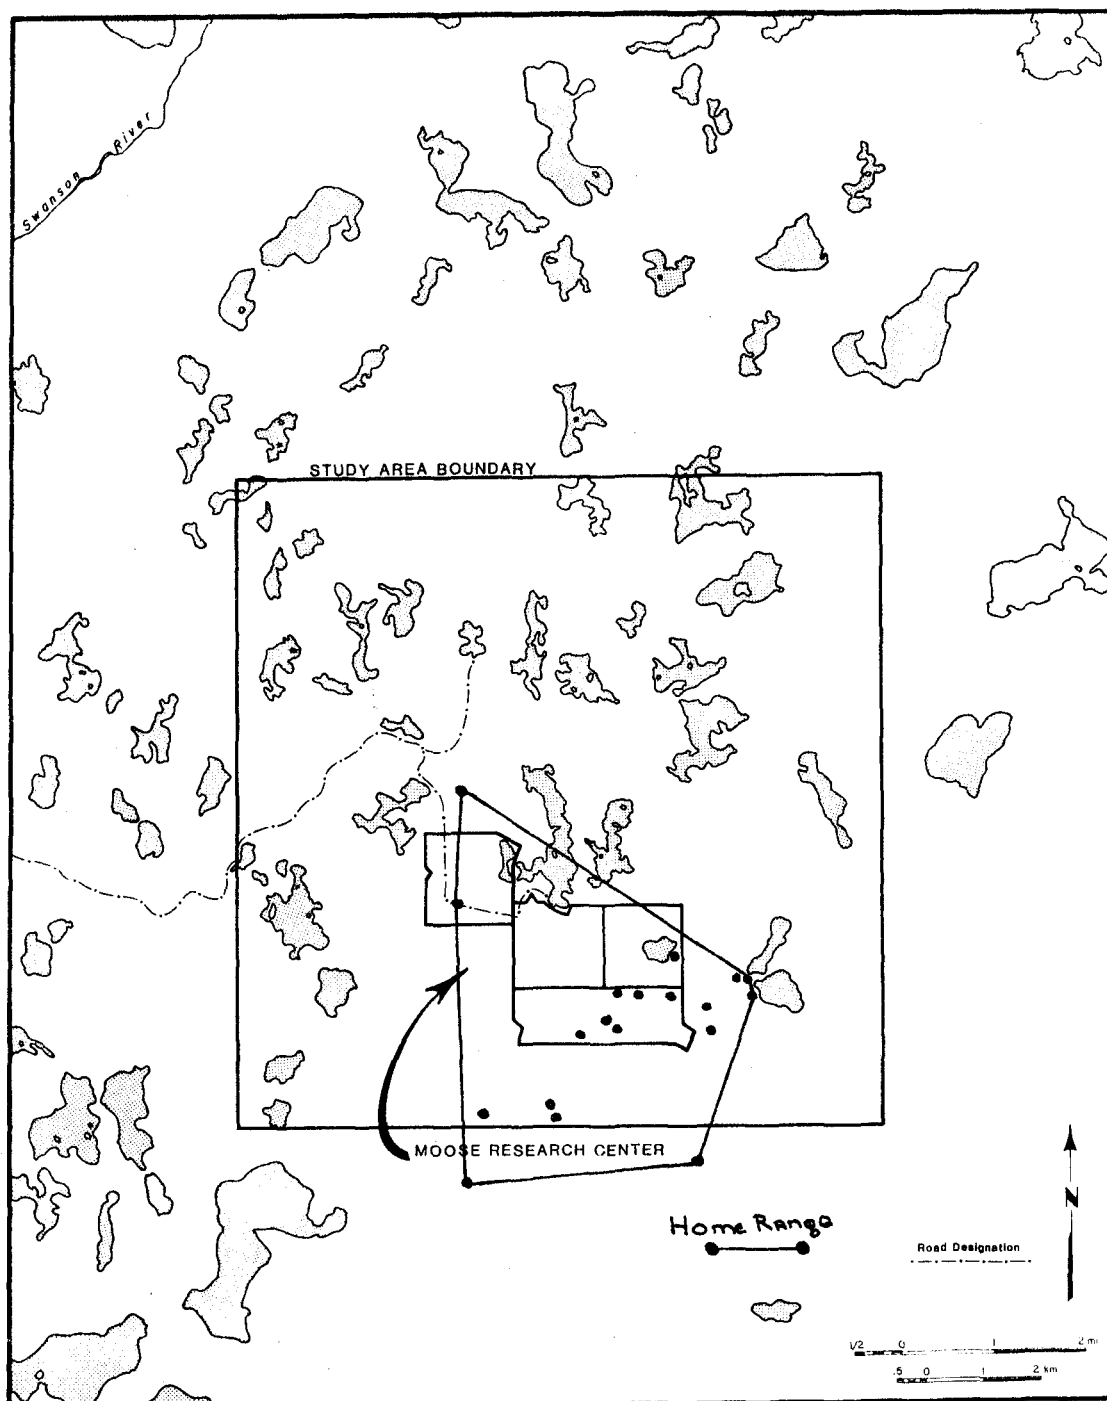 Swanson River
STUDY AREA BOUNDARY
MOOSE RESEARCH CENTER
Home Range
N
Road Designation
1/2 0 1 2 mi
.5 0 1 2 km